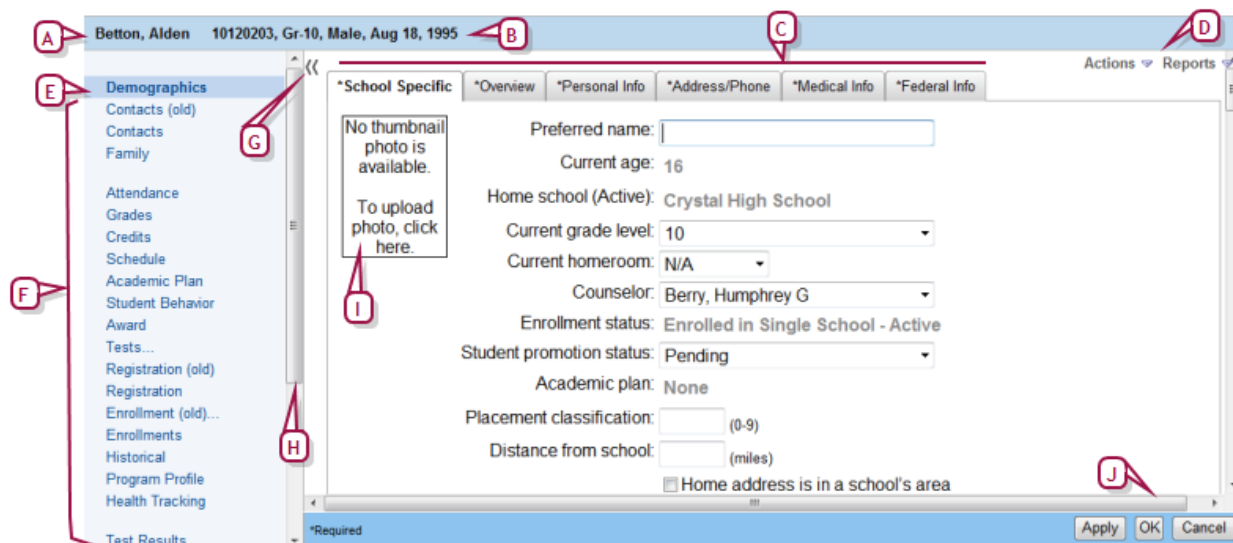 A
Betton, Alden 10120203, Gr-10, Male, Aug 18, 1995
B
C
D
Actions Reports
E
Demographics
Contacts (old)
Contacts
Family
Attendance
Grades
Credits
Schedule
Academic Plan
Student Behavior
Award
Tests...
Registration (old)
Registration
Enrollment (old)...
Enrollments
Historical
Program Profile
Health Tracking
Test Results
F
G
H
*School Specific *Overview *Personal Info *Address/Phone *Medical Info *Federal Info
No thumbnail
photo is
available.
To upload
photo, click
here.
I
Preferred name:
Current age: 16
Home school (Active): Crystal High School
Current grade level: 10
Current homeroom: N/A
Counselor: Berry, Humphrey G
Enrollment status: Enrolled in Single School - Active
Student promotion status: Pending
Academic plan: None
Placement classification: (0-9)
Distance from school: (miles)
Home address is in a school's area
J
*Required
Apply OK Cancel